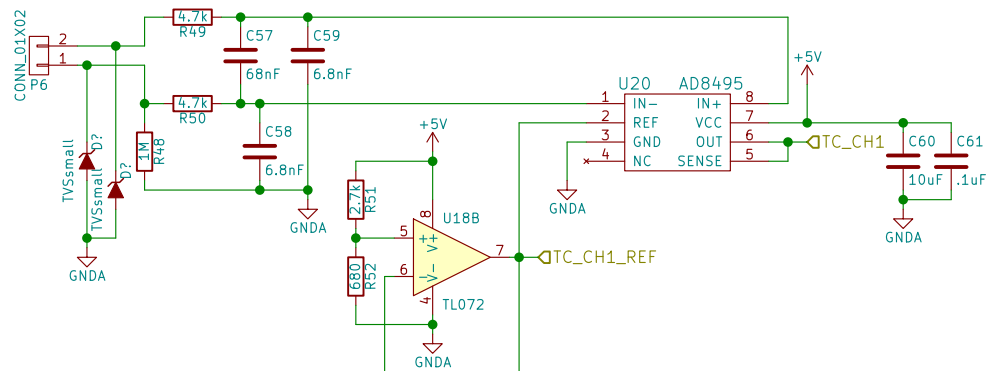 4.7k
R49
C57
68nF
C59
6.8nF
CONN_01X02
2
1
P6
4.7k
R50
1M
R48
C58
6.8nF
GNDA
TVSsmall
D?
TVSsmall
D?
GNDA
+5V
2.7k
R51
680
R52
U18B
8
5
6
7
4
+
V+
-
V-
TL072
GNDA
TC_CH1_REF
U20
AD8495
1
IN-
IN+
8
2
REF
VCC
7
3
GND
OUT
6
4
NC
SENSE
5
GNDA
+5V
TC_CH1
C60
10uF
C61
.1uF
GNDA